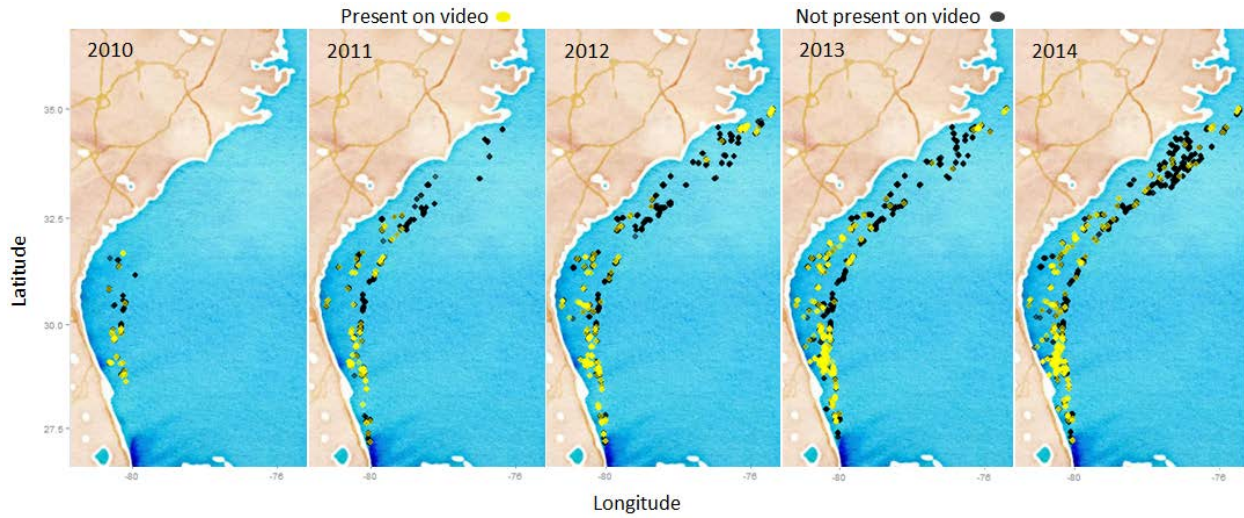 Present on video Not present on video
2010 2011 2012 2013 2014
35.0
32.5
30.0
27.5
Latitude
-80 -76 -80 -76 -80 -76 -80 -76 -80 -76
Longitude